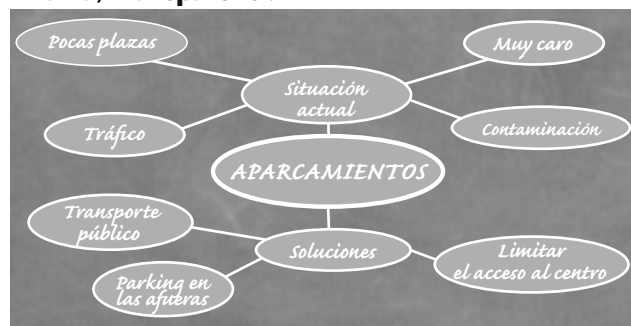 Pocas plazas
Muy caro
Situación
actual
Tráfico
Contaminación
APARCAMIENTOS
Transporte
público
Soluciones
Limitar
el acceso al centro
Parking en
las afueras